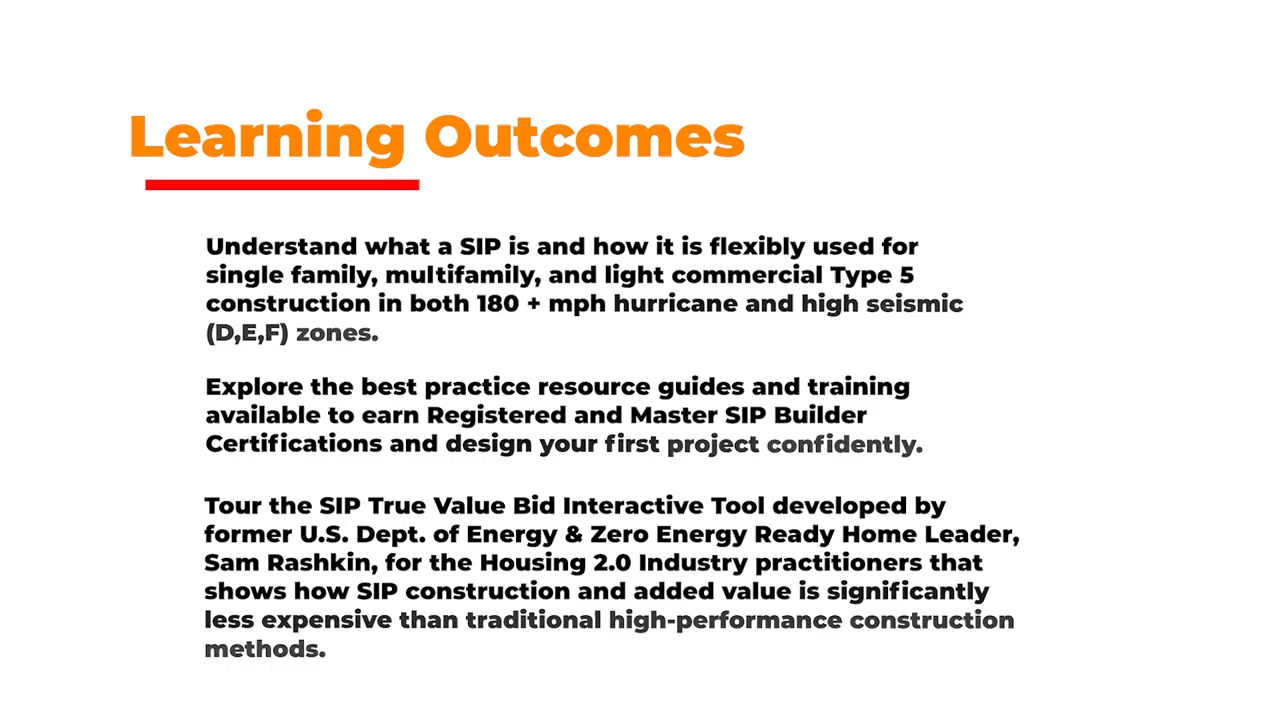 Learning Outcomes
Understand what a SIP is and how it is flexibly used for
single family, multifamily, and light commercial Type 5
construction in both 180 + mph hurricane and high seismic
(D,E,F) zones.
Explore the best practice resource guides and training
available to earn Registered and Master SIP Builder
Certifications and design your first project confidently.
Tour the SIP True Value Bid Interactive Tool developed by
former U.S. Dept. of Energy & Zero Energy Ready Home Leader,
Sam Rashkin, for the Housing 2.0 Industry practitioners that
shows how SIP construction and added value is significantly
less expensive than traditional high-performance construction
methods.